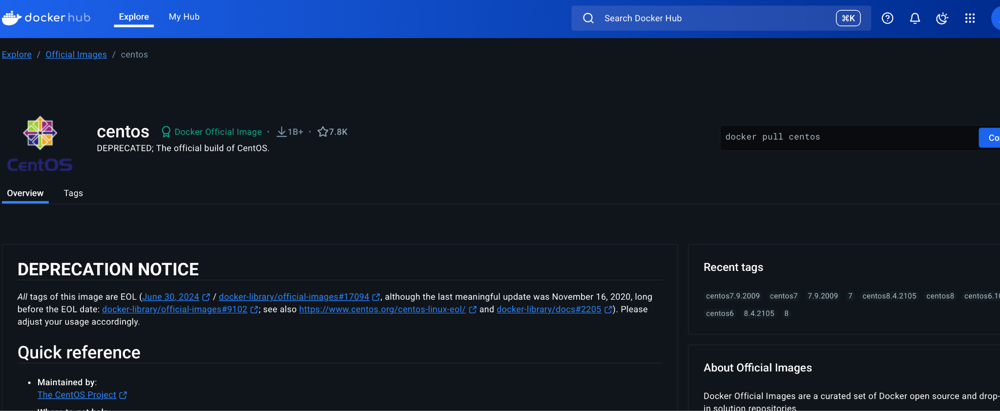 docker hub
Explore
My Hub
Search Docker Hub
⌘K
Explore / Official Images / centos
CentOS
centos
Docker Official Image · 1B+ · 7.8K
DEPRECATED; The official build of CentOS.
docker pull centos
Overview
Tags
DEPRECATION NOTICE
All tags of this image are EOL (June 30, 2024 / docker-library/official-images#17094, although the last meaningful update was November 16, 2020, long
before the EOL date: docker-library/official-images#9102; see also https://www.centos.org/centos-linux-eol/ and docker-library/docs#2205). Please
adjust your usage accordingly.
Quick reference
• Maintained by:
The CentOS Project
Where to get help:
Recent tags
centos7.9.2009 centos7 7.9.2009 7 centos8.4.2105 centos8 centos6.10
centos6 8.4.2105 8
About Official Images
Docker Official Images are a curated set of Docker open source and drop-
in solution repositories.